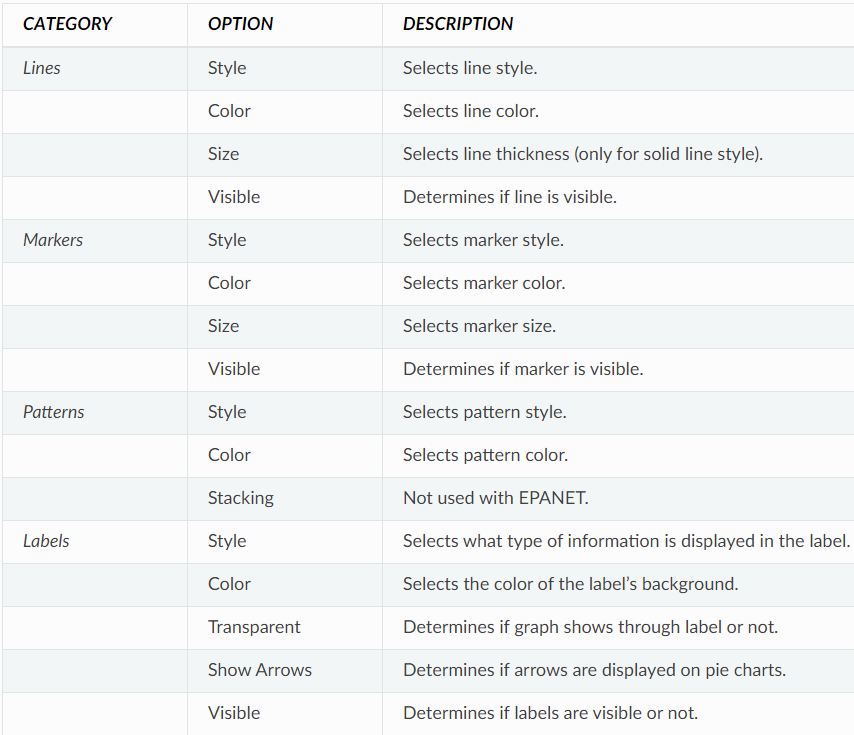 CATEGORY OPTION DESCRIPTION
Lines Style Selects line style.
Color Selects line color.
Size Selects line thickness (only for solid line style).
Visible Determines if line is visible.
Markers Style Selects marker style.
Color Selects marker color.
Size Selects marker size.
Visible Determines if marker is visible.
Patterns Style Selects pattern style.
Color Selects pattern color.
Stacking Not used with EPANET.
Labels Style Selects what type of information is displayed in the label.
Color Selects the color of the label’s background.
Transparent Determines if graph shows through label or not.
Show Arrows Determines if arrows are displayed on pie charts.
Visible Determines if labels are visible or not.